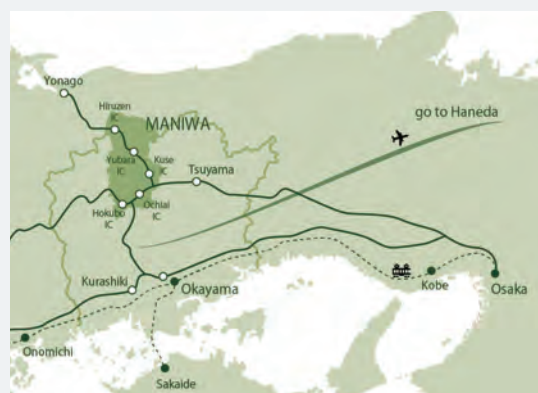 Yonago
Hiruzen
IC
MANIWA
go to Haneda
Yubara
IC
Kuse
IC
Tsuyama
Hokubu
IC
Ochiai
IC
Kurashiki
Okayama
Kobe
Osaka
Onomichi
Sakaide